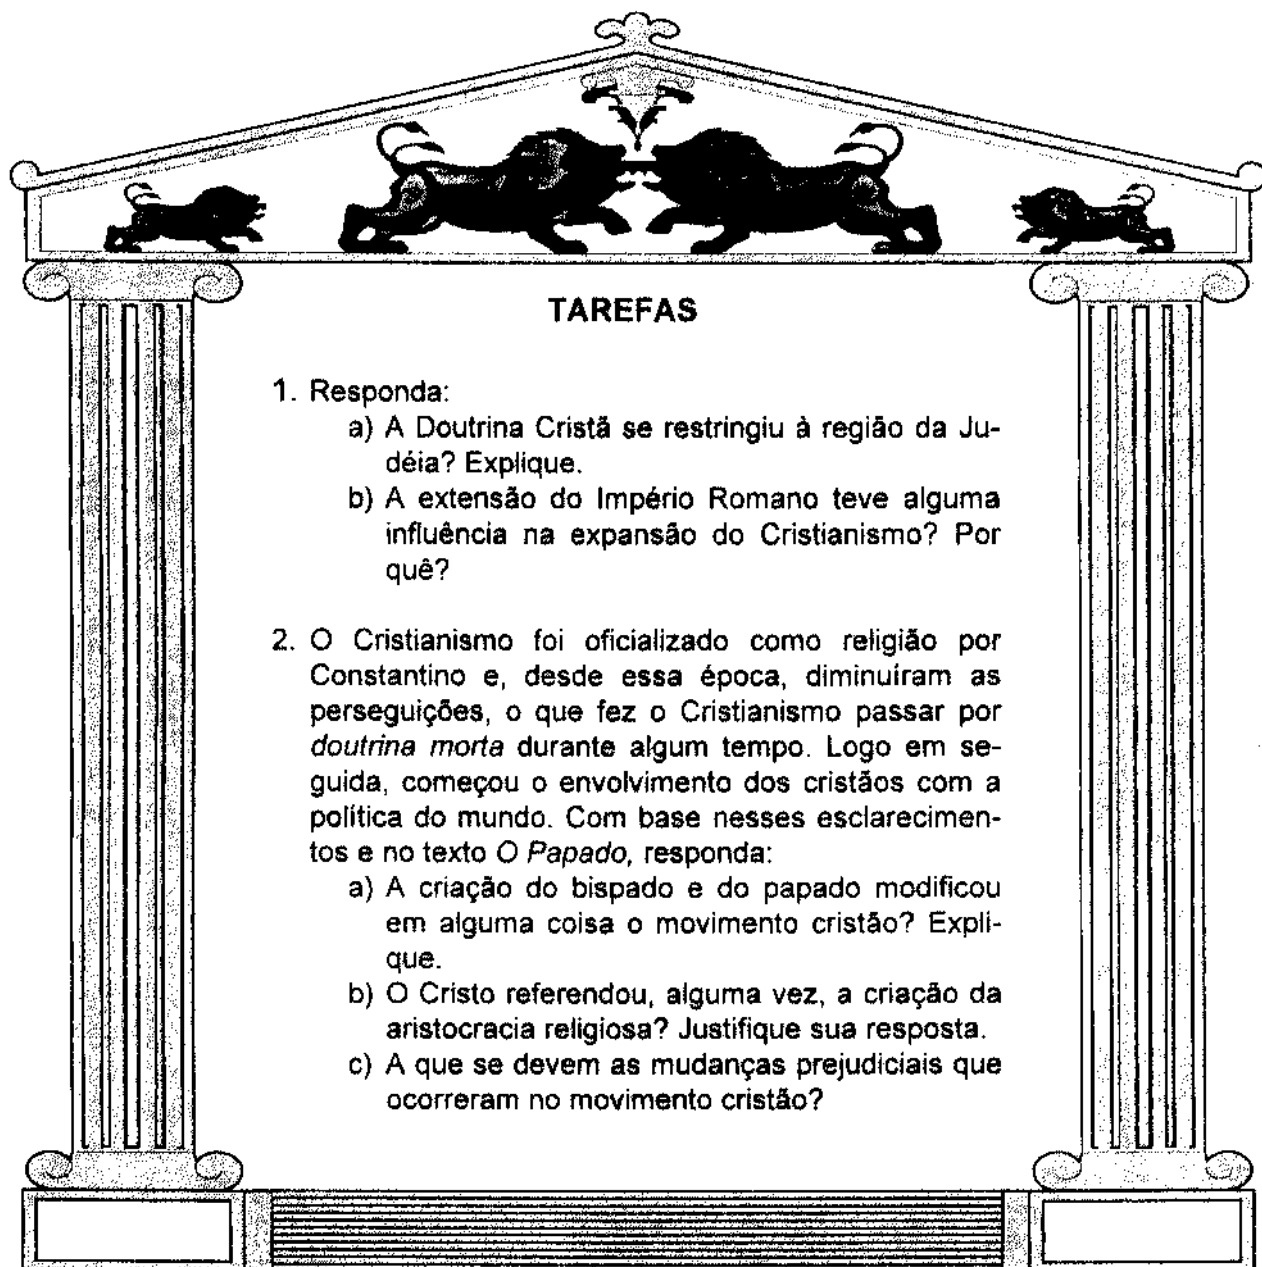 TAREFAS
1. Responda:
a) A Doutrina Cristã se restringiu à região da Ju-
déia? Explique.
b) A extensão do Império Romano teve alguma
influência na expansão do Cristianismo? Por
quê?
2. O Cristianismo foi oficializado como religião por
Constantino e, desde essa época, diminuíram as
perseguições, o que fez o Cristianismo passar por
doutrina morta durante algum tempo. Logo em se-
guida, começou o envolvimento dos cristãos com a
política do mundo. Com base nesses esclarecimen-
tos e no texto O Papado, responda:
a) A criação do bispado e do papado modificou
em alguma coisa o movimento cristão? Expli-
que.
b) O Cristo referendou, alguma vez, a criação da
aristocracia religiosa? Justifique sua resposta.
c) A que se devem as mudanças prejudiciais que
ocorreram no movimento cristão?